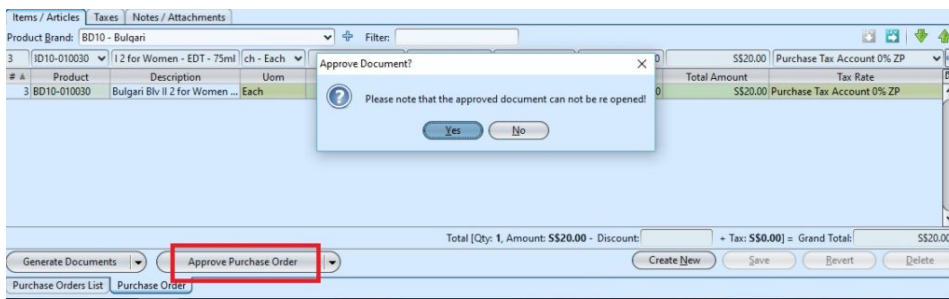 Items / Articles Taxes Notes / Attachments
Product Brand: BD10 - Bulgari Filter:
3 3D10-010030 I 2 for Women - EDT - 75ml ch - Each 0 S$20.00 Purchase Tax Account 0% ZP
# Product Description Uom Total Amount Tax Rate
3 BD10-010030 Bulgari Blv II 2 for Women ... Each 0 S$20.00 Purchase Tax Account 0% ZP
Approve Document?
Please note that the approved document can not be re opened!
Yes No
Total [Qty: 1, Amount: S$20.00 - Discount: + Tax: S$0.00] = Grand Total: S$20.00
Generate Documents Approve Purchase Order Create New Save Revert Delete
Purchase Orders List Purchase Order